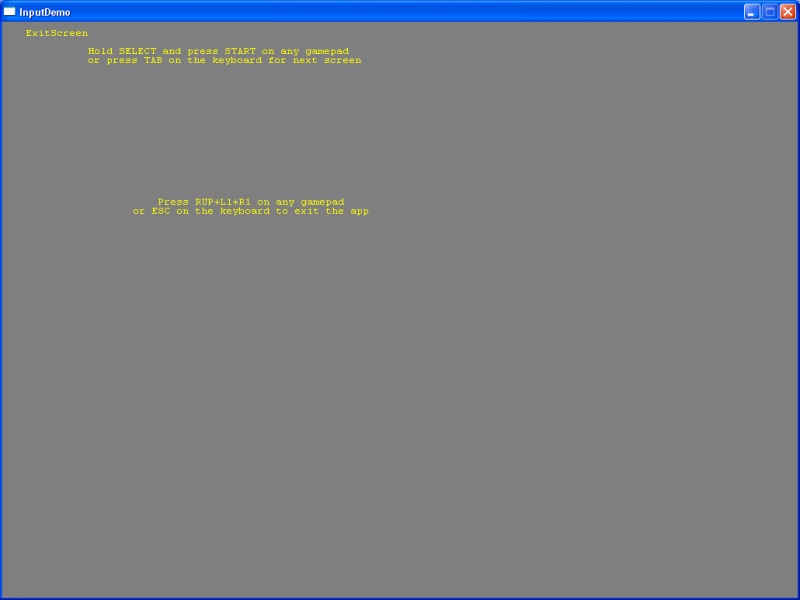 InputDemo
ExitScreen
Hold SELECT and press START on any gamepad
or press TAB on the keyboard for next screen
Press RUP+L1+R1 on any gamepad
or ESC on the keyboard to exit the app